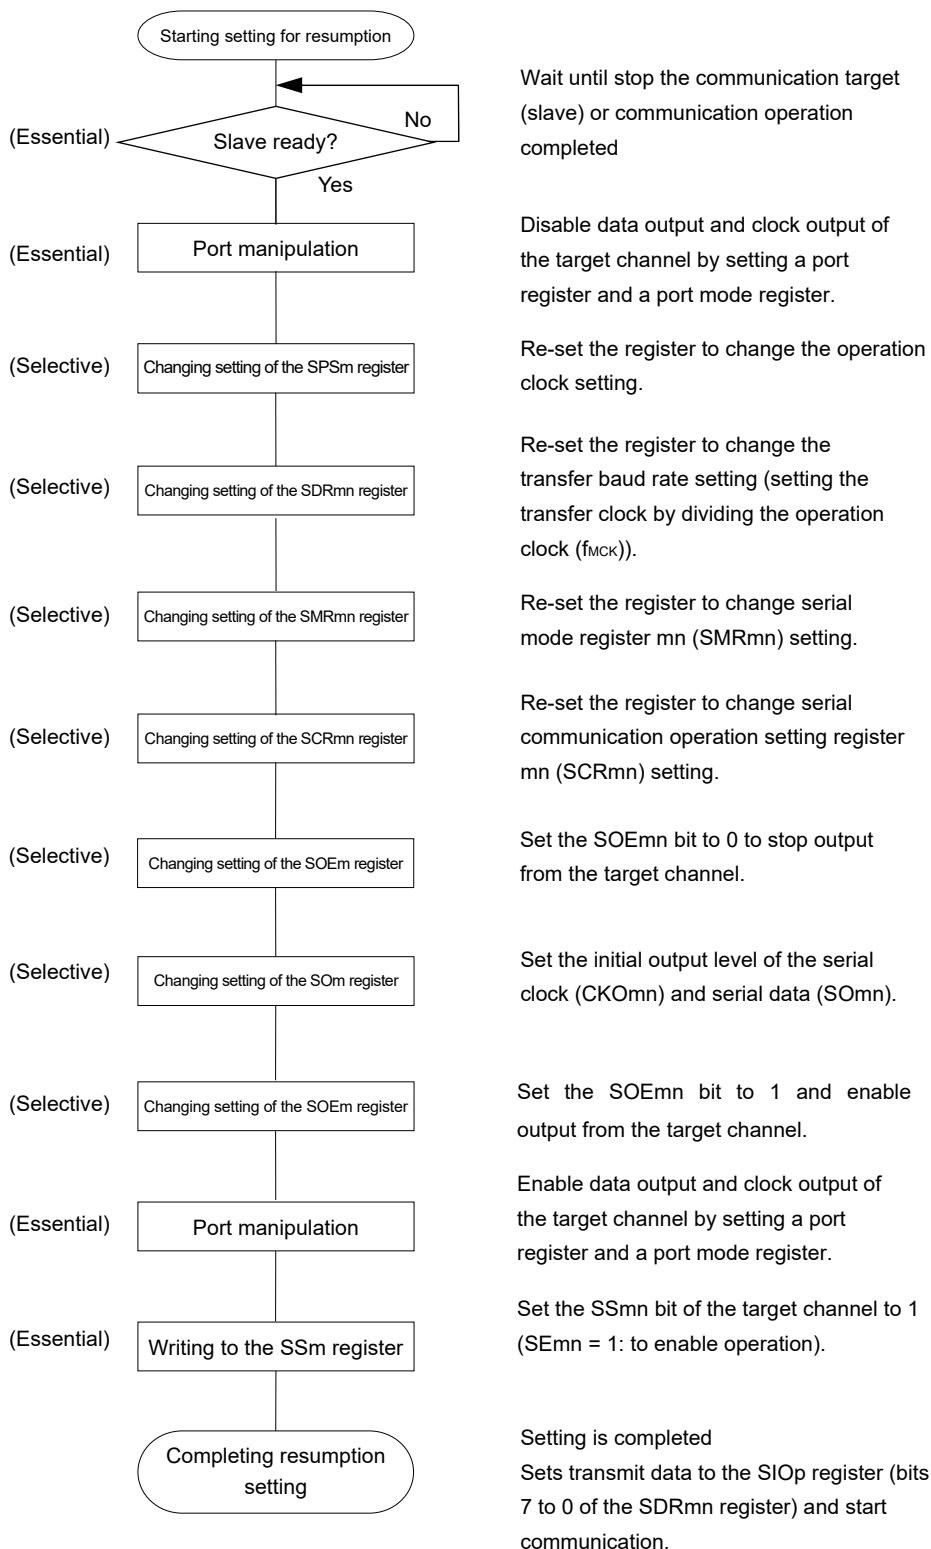 Starting setting for resumption
Wait until stop the communication target
(slave) or communication operation
completed
(Essential)
Slave ready?
No
Yes
(Essential)
Port manipulation
Disable data output and clock output of
the target channel by setting a port
register and a port mode register.
(Selective)
Changing setting of the SPSm register
Re-set the register to change the operation
clock setting.
(Selective)
Changing setting of the SDRmn register
Re-set the register to change the
transfer baud rate setting (setting the
transfer clock by dividing the operation
clock (fMCK)).
(Selective)
Changing setting of the SMRmn register
Re-set the register to change serial
mode register mn (SMRmn) setting.
(Selective)
Changing setting of the SCRmn register
Re-set the register to change serial
communication operation setting register
mn (SCRmn) setting.
(Selective)
Changing setting of the SOEm register
Set the SOEmn bit to 0 to stop output
from the target channel.
(Selective)
Changing setting of the SOm register
Set the initial output level of the serial
clock (CKOmn) and serial data (SOmn).
(Selective)
Changing setting of the SOEm register
Set the SOEmn bit to 1 and enable
output from the target channel.
(Essential)
Port manipulation
Enable data output and clock output of
the target channel by setting a port
register and a port mode register.
(Essential)
Writing to the SSm register
Set the SSmn bit of the target channel to 1
(SEmn = 1: to enable operation).
Completing resumption
setting
Setting is completed
Sets transmit data to the SIOp register (bits
7 to 0 of the SDRmn register) and start
communication.